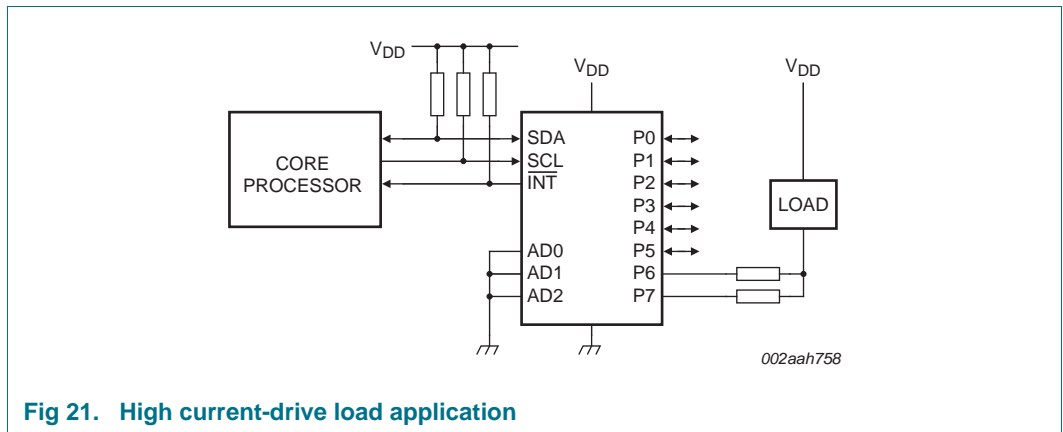 VDD
VDD
VDD
CORE
PROCESSOR
SDA
SCL
INT
AD0
AD1
AD2
P0
P1
P2
P3
P4
P5
P6
P7
LOAD
002aah758
Fig 21. High current-drive load application